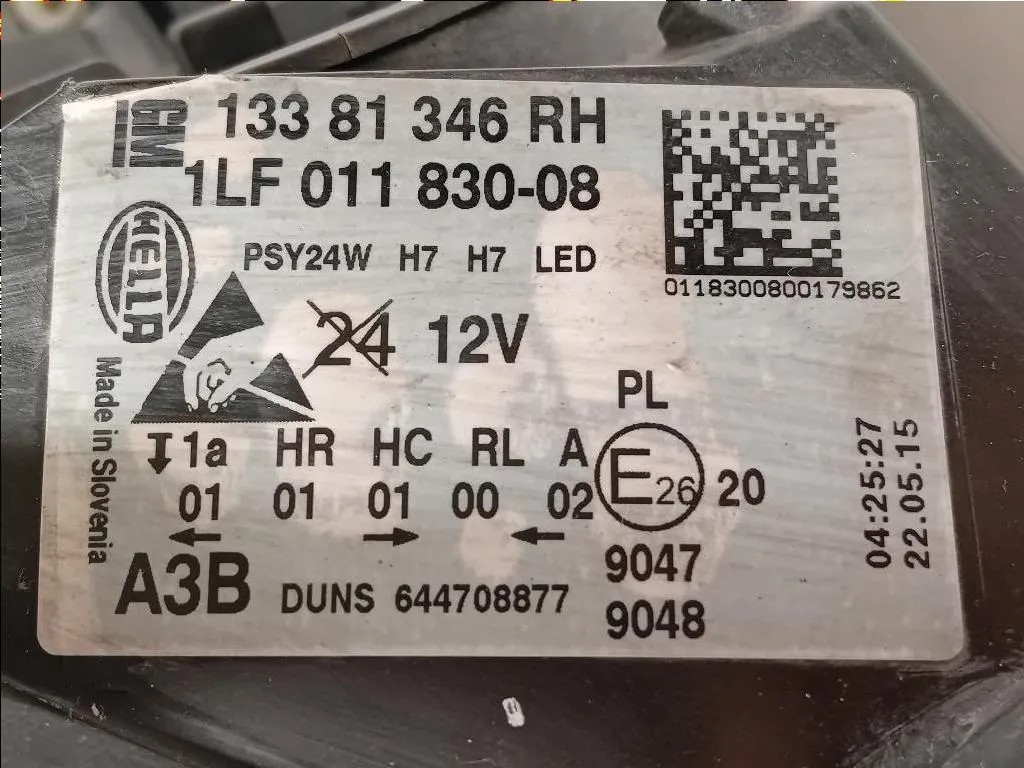 GM
133 81 346 RH
1LF 011 830-08
HELLA
PSY24W H7 H7 LED
01183000800179862
24 12V
Made in Slovenia
PL
1a HR HC RL A
01 01 01 00 02
E26 20
A3B
DUNS 644708877
9047
9048
04:25:27
22.05.15